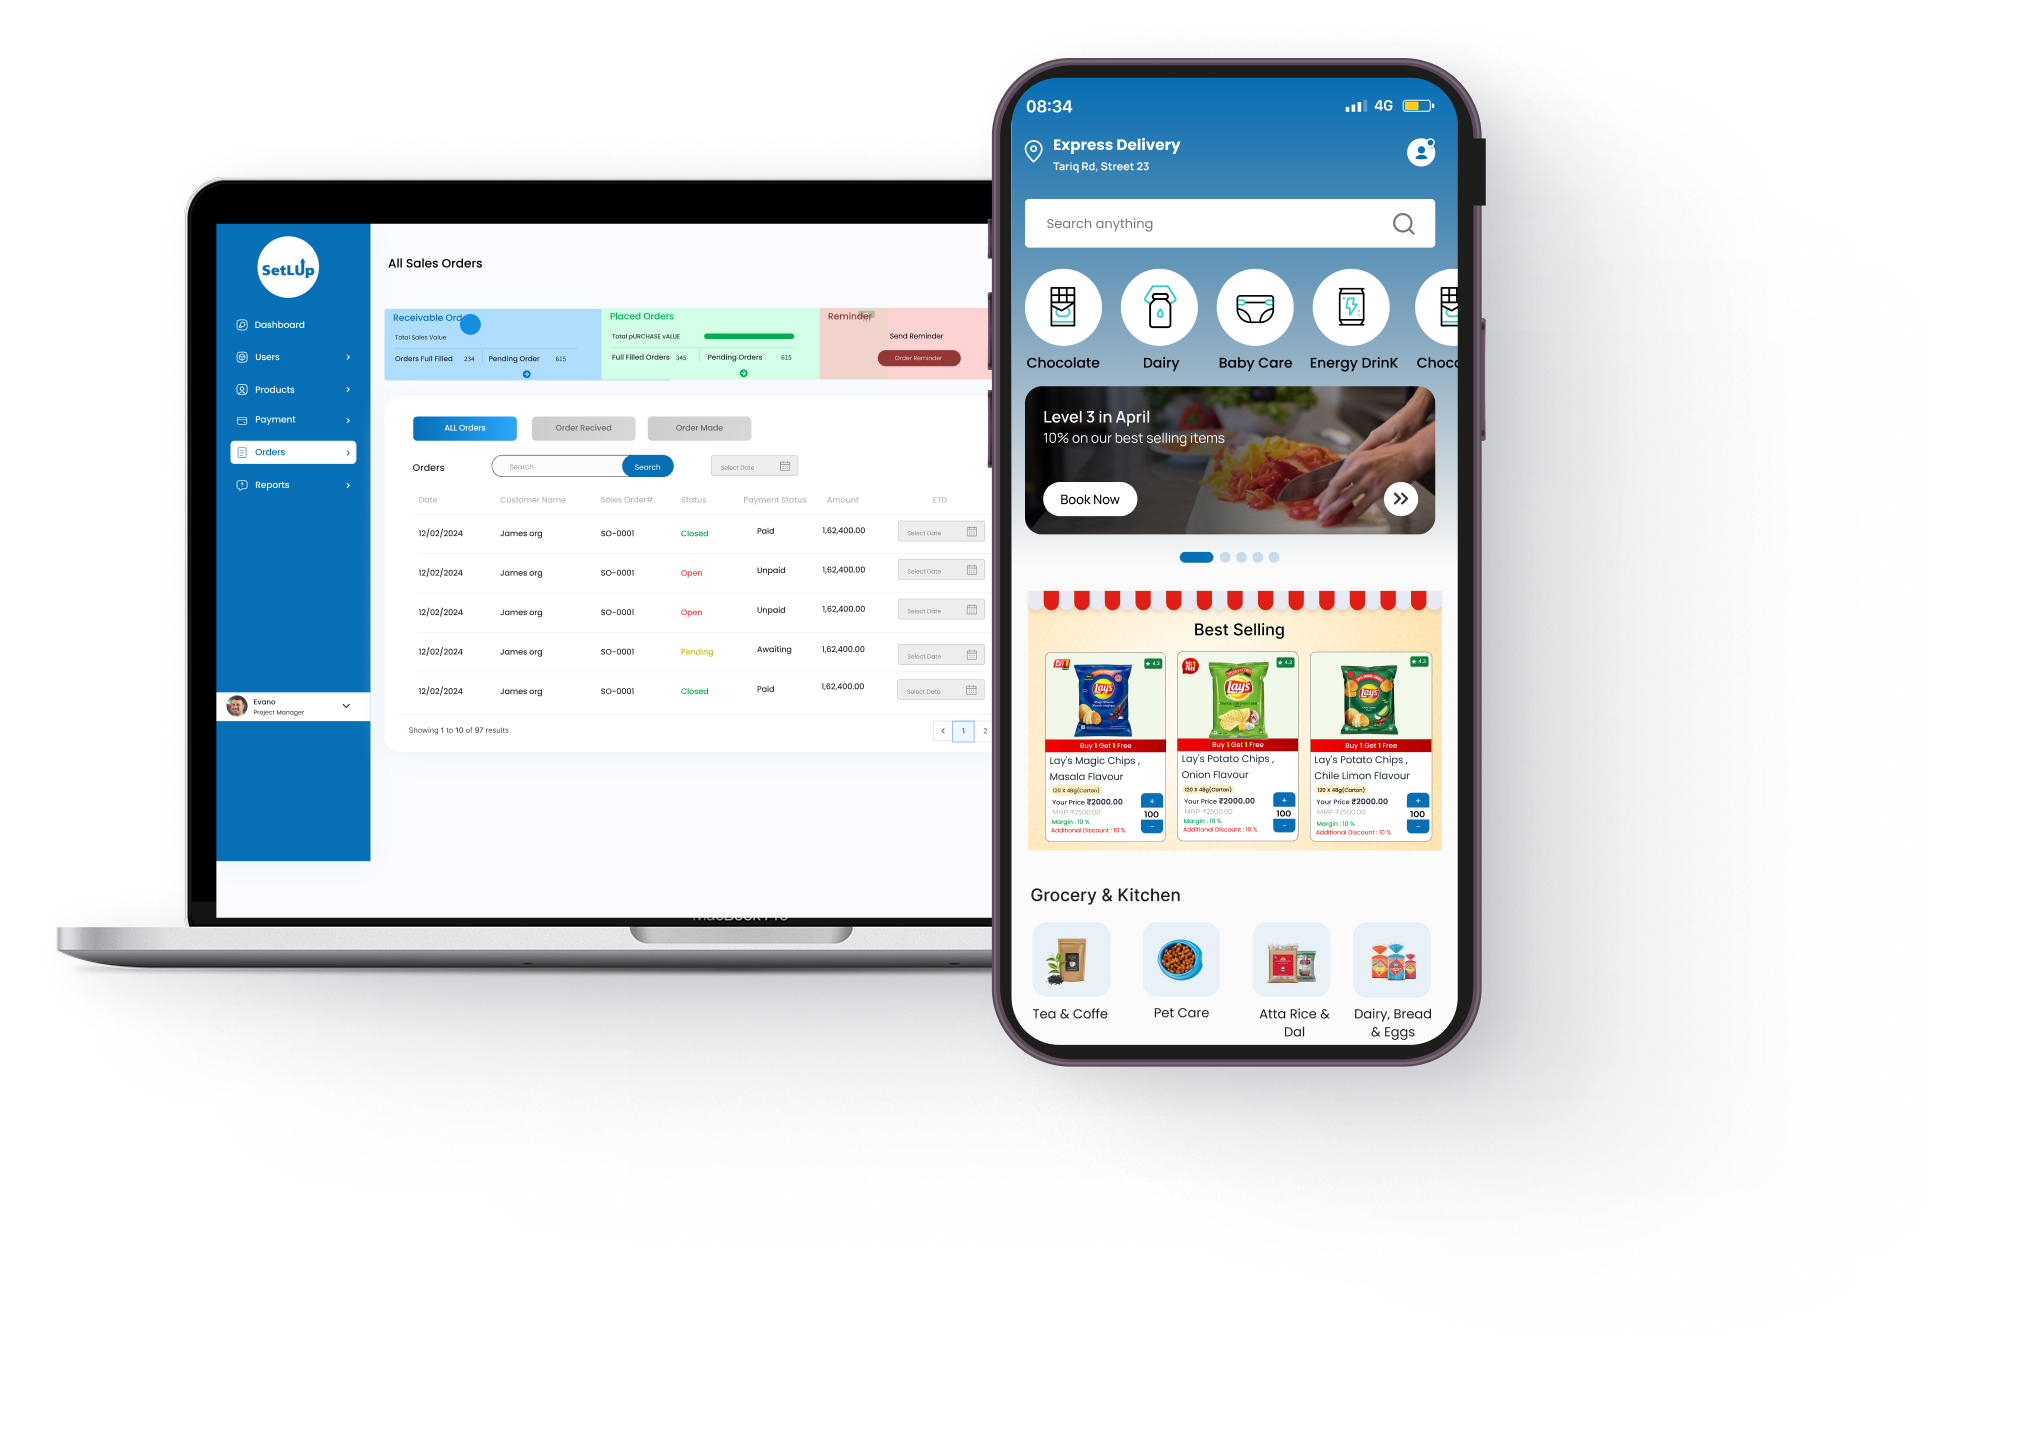 SetLUp
Dashboard
Users
Products
Payment
Orders
Reports
Evano
Project Manager
All Sales Orders
Receivable Ord
Total Sales Value
Orders Full Filled 234 Pending Order 615
Placed Orders
Total pURCHASE vALUE
Full Filled Orders 345 Pending Orders 615
Reminder
Send Reminder
Order Reminder
ALL Orders Order Recived Order Made
Orders Search Search Select Date
Date Customer Name Sales Order# Status Payment Status Amount ETD
12/02/2024 James org SO-0001 Closed Paid 1,62,400.00 Select Date
12/02/2024 James org SO-0001 Open Unpaid 1,62,400.00 Select Date
12/02/2024 James org SO-0001 Open Unpaid 1,62,400.00 Select Date
12/02/2024 James org SO-0001 Pending Awaiting 1,62,400.00 Select Date
12/02/2024 James org SO-0001 Closed Paid 1,62,400.00 Select Date
Showing 1 to 10 of 97 results
1 2
MacBook Pro
08:34 4G
Express Delivery
Tariq Rd, Street 23
Search anything
Chocolate Dairy Baby Care Energy DrinK Choco
Level 3 in April
10% on our best selling items
Book Now
Best Selling
4.3 4.3 4.3
Lay's Lay's Lay's
Buy 1 Get 1 Free
Lay's Magic Chips ,
Masala Flavour
120 X 48g(Carton)
Your Price ₹2000.00
MRP ₹2500.00
Margin : 10 %
Additional Discount : 10 %
+
100
-
Buy 1 Get 1 Free
Lay's Potato Chips ,
Onion Flavour
120 X 48g(Carton)
Your Price ₹2000.00
MRP ₹2500.00
Margin : 10 %
Additional Discount : 10 %
+
100
-
Buy 1 Get 1 Free
Lay's Potato Chips ,
Chile Limon Flavour
120 X 48g(Carton)
Your Price ₹2000.00
MRP ₹2500.00
Margin : 10 %
Additional Discount : 10 %
+
100
-
Grocery & Kitchen
Tea & Coffe
Pet Care
Atta Rice &
Dal
Dairy, Bread
& Eggs